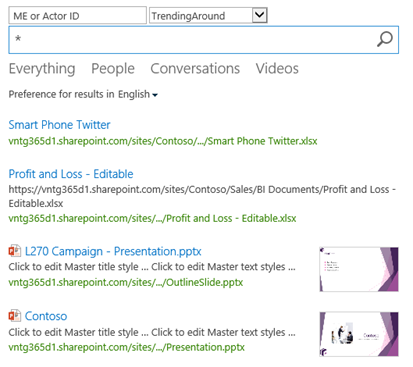 ME or Actor ID TrendingAround
*
Everything People Conversations Videos
Preference for results in English
Smart Phone Twitter
vntg365d1.sharepoint.com/sites/Contoso/.../Smart Phone Twitter.xlsx
Profit and Loss - Editable
https://vntg365d1.sharepoint.com/sites/Contoso/Sales/BI Documents/Profit and Loss -
Editable.xlsx
vntg365d1.sharepoint.com/sites/.../Profit and Loss - Editable.xlsx
L270 Campaign - Presentation.pptx
Click to edit Master title style ... Click to edit Master text styles ...
vntg365d1.sharepoint.com/sites/.../OutlineSlide.pptx
Contoso
Click to edit Master title style ... Click to edit Master text styles ...
vntg365d1.sharepoint.com/sites/.../Presentation.pptx